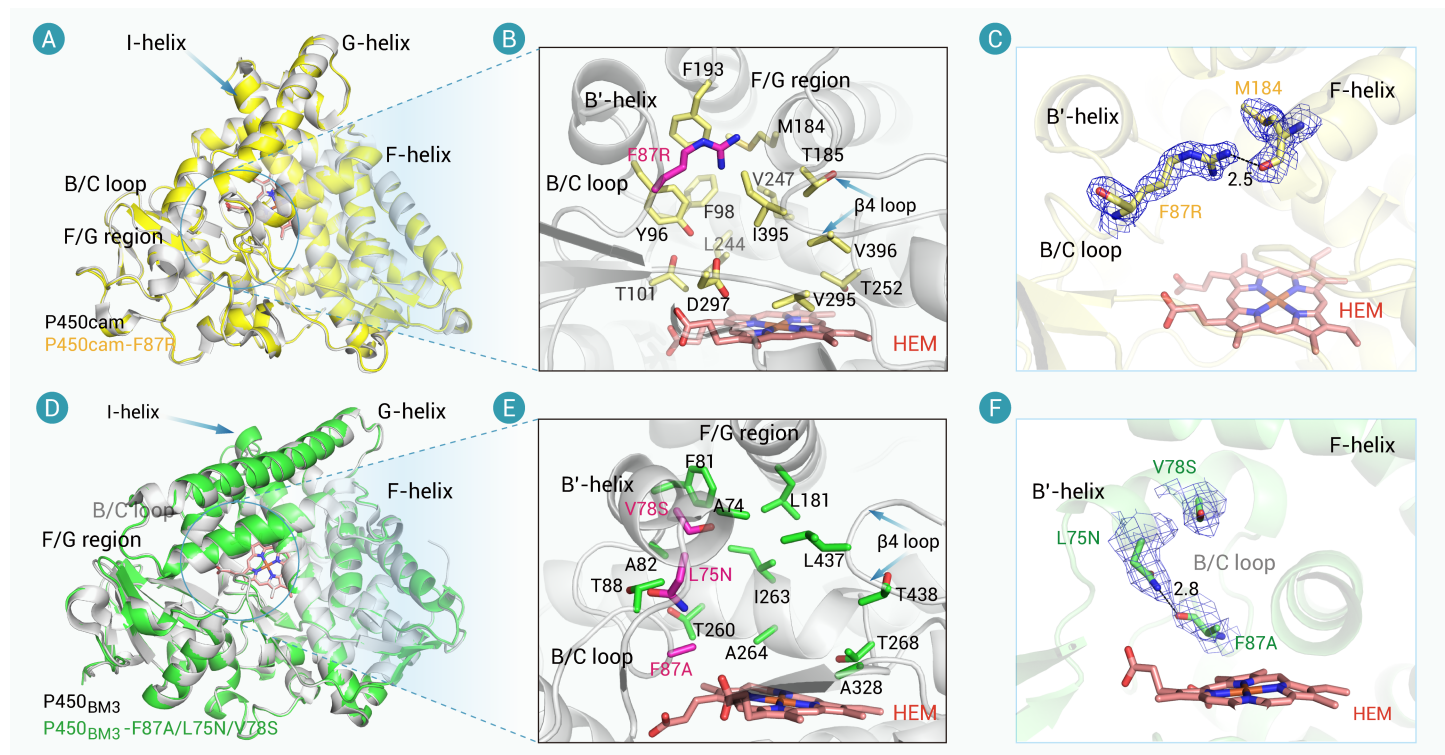 A
I-helix
G-helix
F-helix
B/C loop
F/G region
P450cam
P450cam-F87R
B
F193
B'-helix
F/G region
M184
F87R
T185
B/C loop
V247
F98
β4 loop
Y96
I395
L244
V396
T101
D297
V295
T252
HEM
C
M184
F-helix
B'-helix
2.5
F87R
B/C loop
HEM
D
I-helix
G-helix
F-helix
B/C loop
F/G region
P450BM3
P450BM3-F87A/L75N/V78S
E
F/G region
F81
B'-helix
V78S
A74
L181
β4 loop
A82
L437
T88
L75N
I263
T438
T260
A264
T268
B/C loop
F87A
A328
HEM
F
F-helix
V78S
B'-helix
L75N
B/C loop
2.8
F87A
HEM